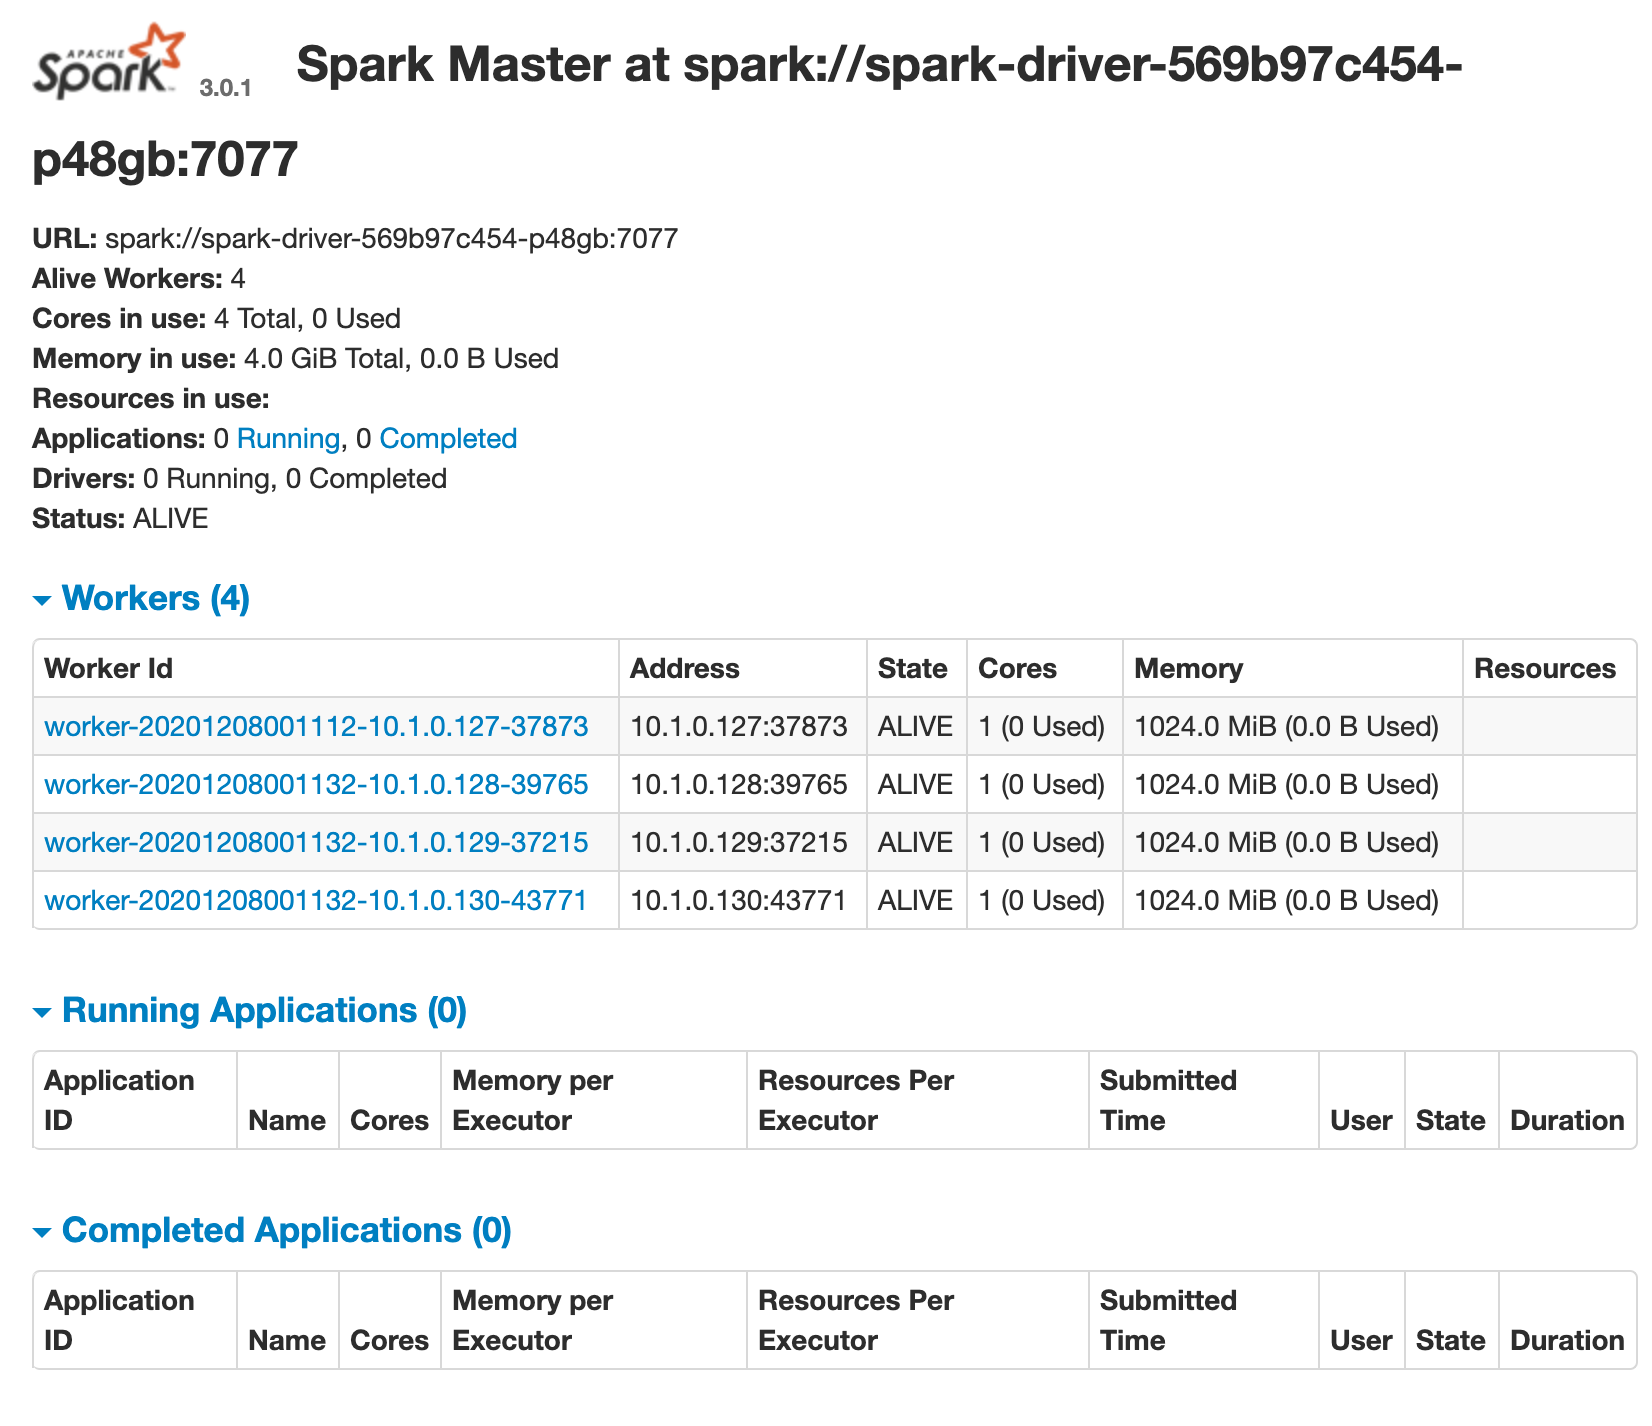 APACHE
Spark™ 3.0.1 Spark Master at spark://spark-driver-569b97c454-
p48gb:7077
URL: spark://spark-driver-569b97c454-p48gb:7077
Alive Workers: 4
Cores in use: 4 Total, 0 Used
Memory in use: 4.0 GiB Total, 0.0 B Used
Resources in use:
Applications: 0 Running, 0 Completed
Drivers: 0 Running, 0 Completed
Status: ALIVE
Workers (4)
Worker Id Address State Cores Memory Resources
worker-20201208001112-10.1.0.127-37873 10.1.0.127:37873 ALIVE 1 (0 Used) 1024.0 MiB (0.0 B Used)
worker-20201208001132-10.1.0.128-39765 10.1.0.128:39765 ALIVE 1 (0 Used) 1024.0 MiB (0.0 B Used)
worker-20201208001132-10.1.0.129-37215 10.1.0.129:37215 ALIVE 1 (0 Used) 1024.0 MiB (0.0 B Used)
worker-20201208001132-10.1.0.130-43771 10.1.0.130:43771 ALIVE 1 (0 Used) 1024.0 MiB (0.0 B Used)
Running Applications (0)
Application Memory per Resources Per Submitted
ID Name Cores Executor Executor Time User State Duration
Completed Applications (0)
Application Memory per Resources Per Submitted
ID Name Cores Executor Executor Time User State Duration